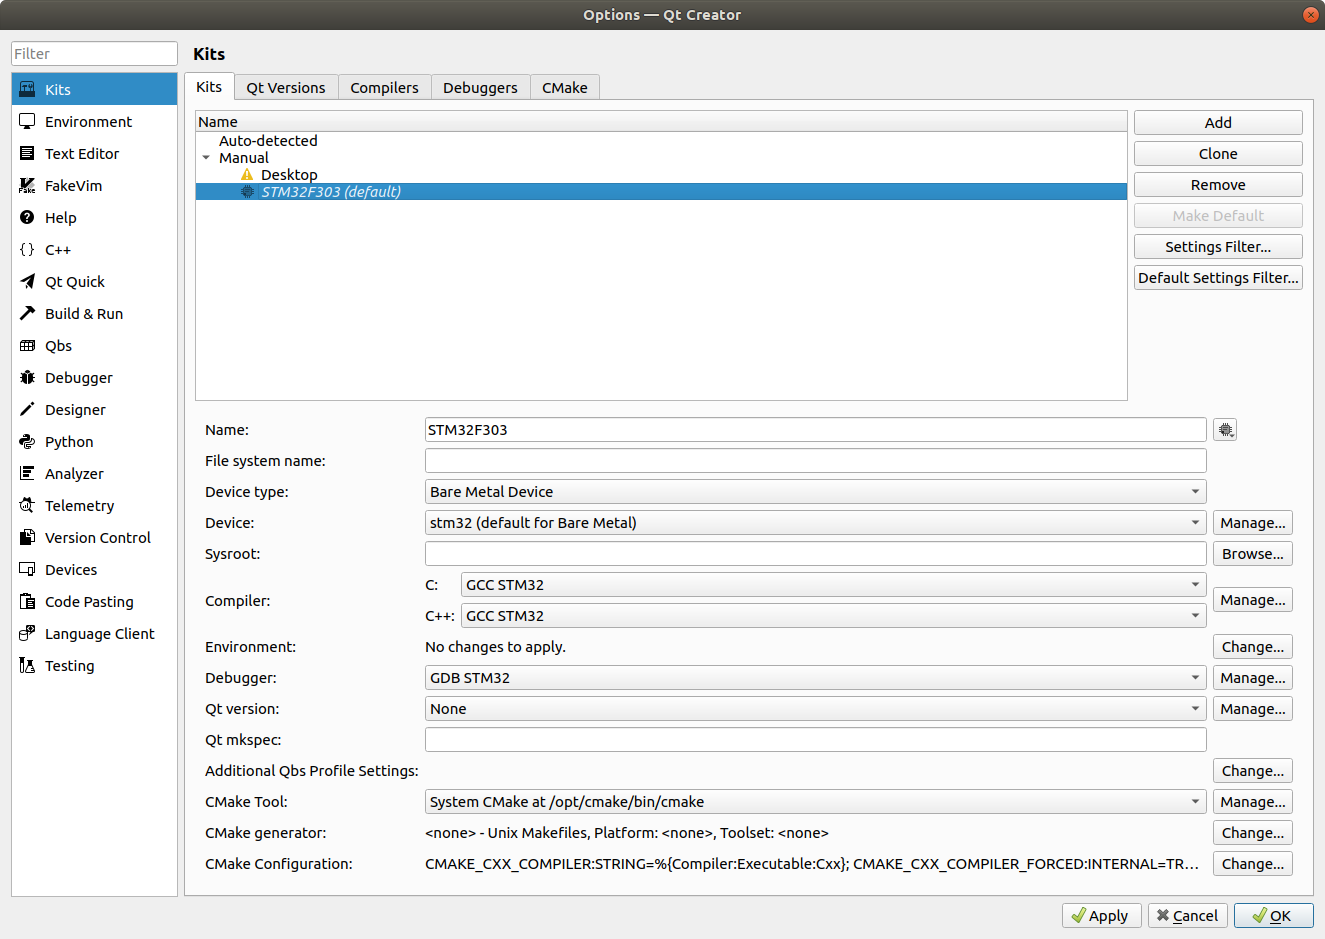 Options — Qt Creator
Filter
Kits
Kits
Environment
Text Editor
FakeVim
Help
C++
Qt Quick
Build & Run
Qbs
Debugger
Designer
Python
Analyzer
Telemetry
Version Control
Devices
Code Pasting
Language Client
Testing
Kits Qt Versions Compilers Debuggers CMake
Name
Auto-detected
Manual
Desktop
STM32F303 (default)
Add
Clone
Remove
Make Default
Settings Filter...
Default Settings Filter...
Name: STM32F303
File system name:
Device type: Bare Metal Device
Device: stm32 (default for Bare Metal) Manage...
Sysroot: Browse...
Compiler: C: GCC STM32 Manage...
C++: GCC STM32
Environment: No changes to apply. Change...
Debugger: GDB STM32 Manage...
Qt version: None Manage...
Qt mkspec:
Additional Qbs Profile Settings: Change...
CMake Tool: System CMake at /opt/cmake/bin/cmake Manage...
CMake generator: <none> - Unix Makefiles, Platform: <none>, Toolset: <none> Change...
CMake Configuration: CMAKE_CXX_COMPILER:STRING=%{Compiler:Executable:Cxx}; CMAKE_CXX_COMPILER_FORCED:INTERNAL=TR... Change...
Apply Cancel OK